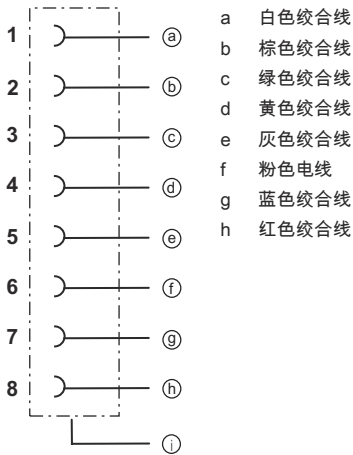 1 ⓐ
2 ⓑ
3 ⓒ
4 ⓓ
5 ⓔ
6 ⓕ
7 ⓖ
8 ⓗ
ⓘ
a 白色绞合线
b 棕色绞合线
c 绿色绞合线
d 黄色绞合线
e 灰色绞合线
f 粉色电线
g 蓝色绞合线
h 红色绞合线